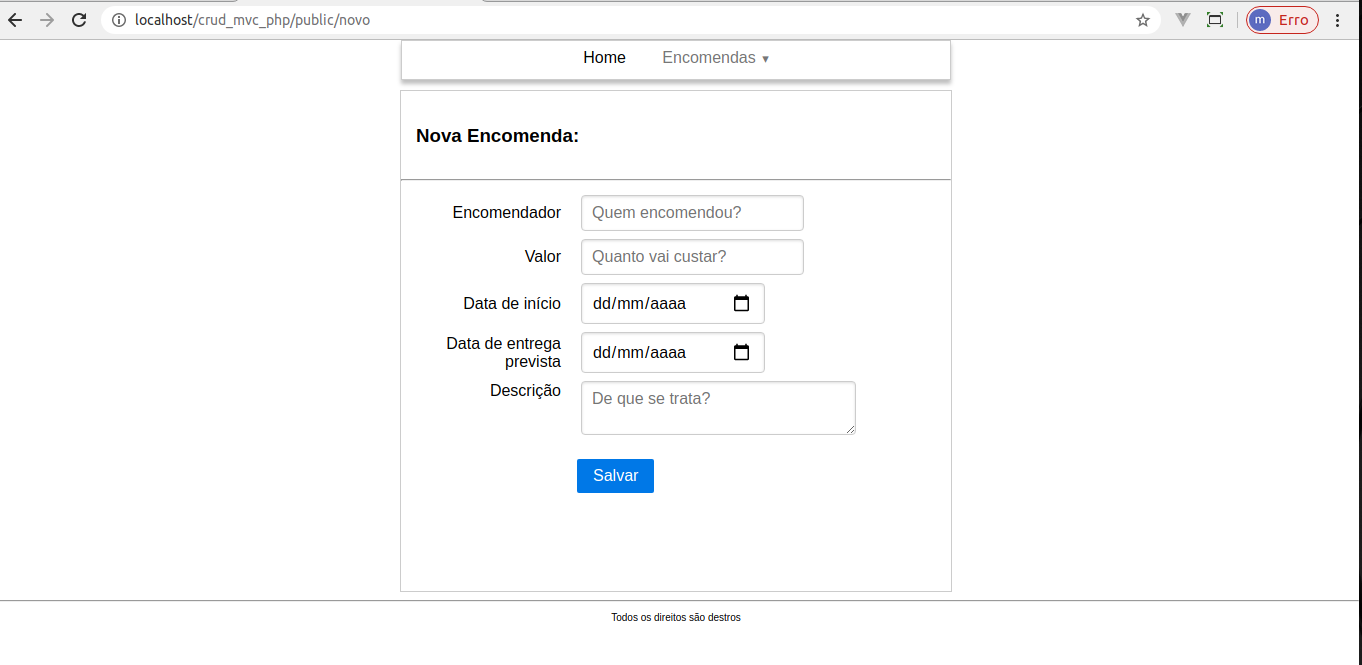 localhost/crud_mvc_php/public/novo
m Erro
Home Encomendas ▾
Nova Encomenda:
Encomendador Quem encomendou?
Valor Quanto vai custar?
Data de início dd/mm/aaaa
Data de entrega prevista dd/mm/aaaa
Descrição De que se trata?
Salvar
Todos os direitos são destros